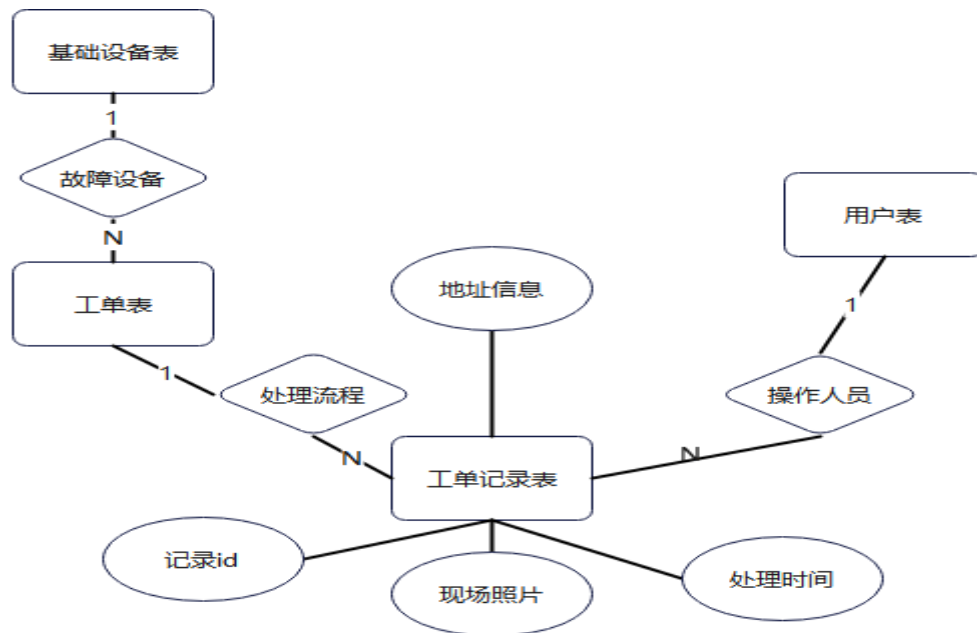 基础设备表
1
故障设备
N
工单表
用户表
地址信息
1
1
处理流程
操作人员
N
N
工单记录表
记录id
现场照片
处理时间